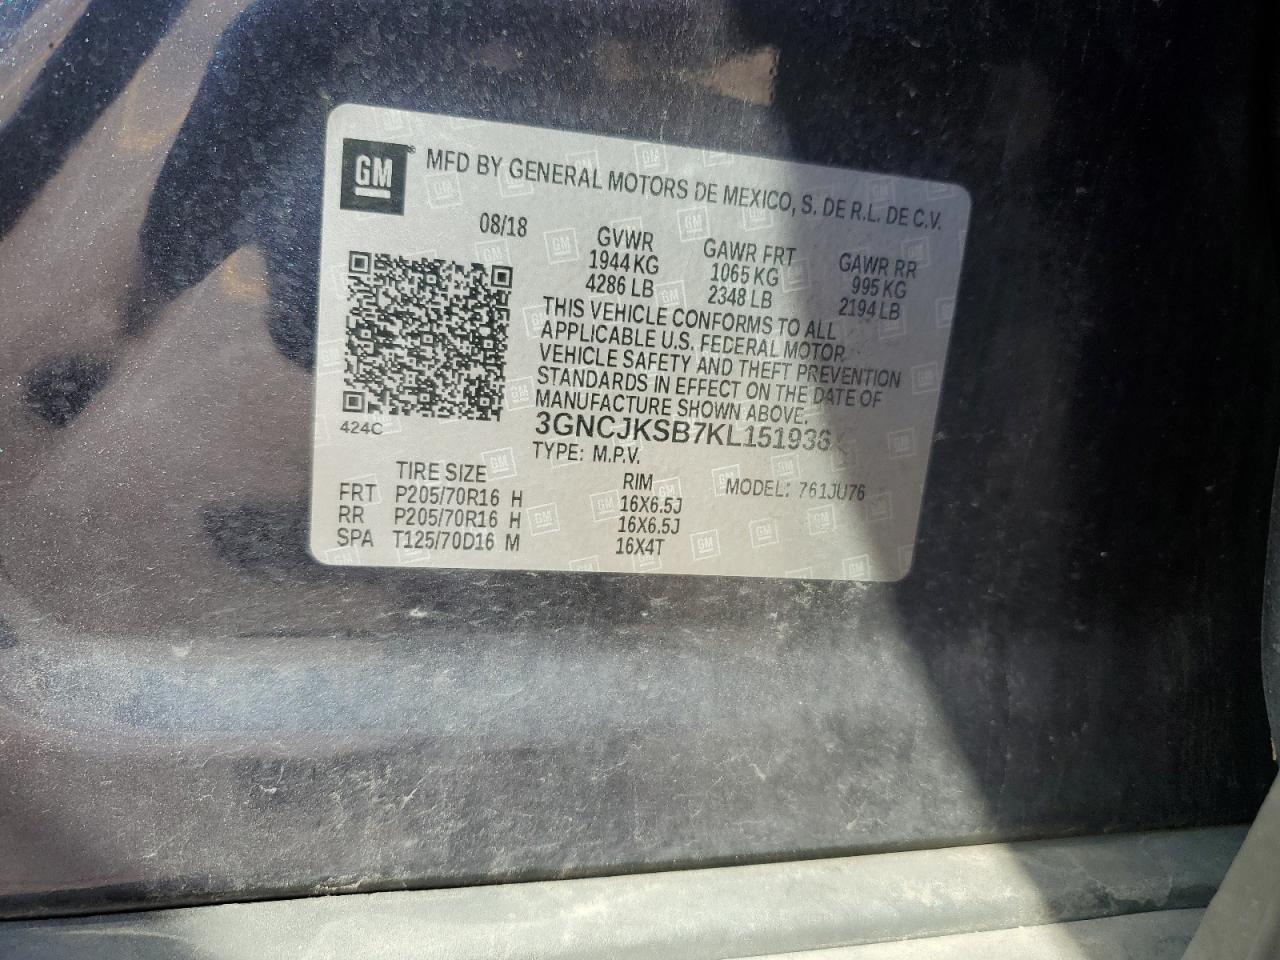 GM
MFD BY GENERAL MOTORS DE MEXICO, S. DE R.L. DE C.V.
08/18
GVWR GAWR FRT GAWR RR
1944 KG 1065 KG 995 KG
4286 LB 2348 LB 2194 LB
THIS VEHICLE CONFORMS TO ALL
APPLICABLE U.S. FEDERAL MOTOR
VEHICLE SAFETY AND THEFT PREVENTION
STANDARDS IN EFFECT ON THE DATE OF
MANUFACTURE SHOWN ABOVE.
424C
3GNCJKSB7KL151936
TYPE: M.P.V.
TIRE SIZE RIM MODEL: 761JU76
FRT P205/70R16 H 16X6.5J
RR P205/70R16 H 16X6.5J
SPA T125/70D16 M 16X4T